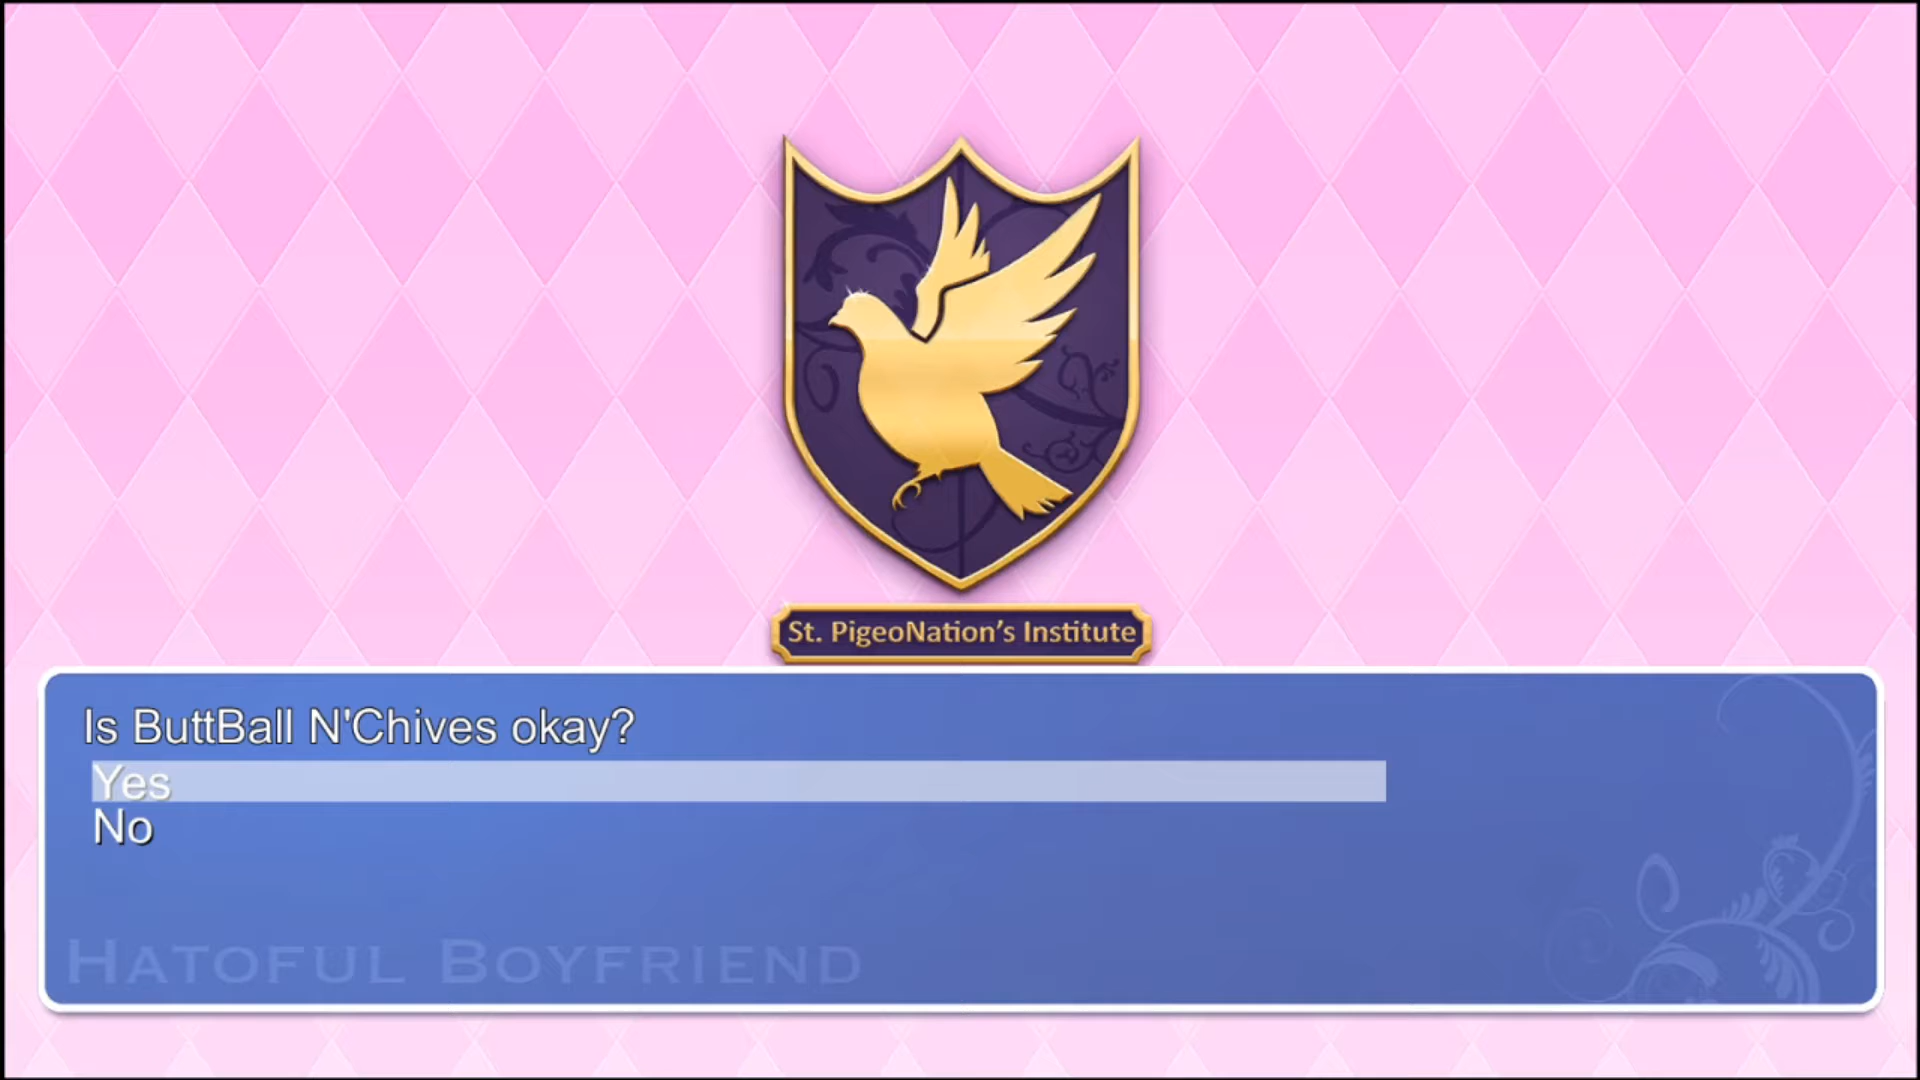 St. PigeoNation's Institute
Is ButtBall N'Chives okay?
Yes
No
HATOFUL BOYFRIEND